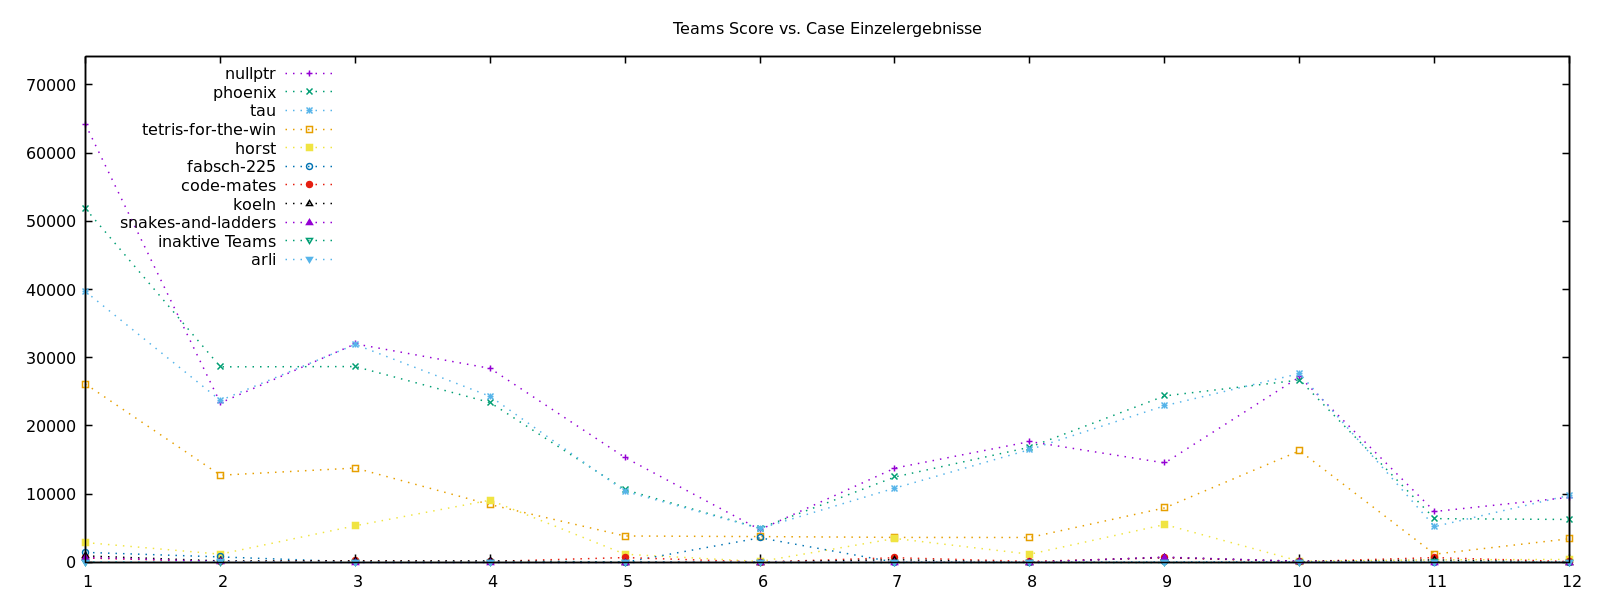 Teams Score vs. Case Einzelergebnisse
70000
60000
50000
40000
30000
20000
10000
0
nullptr
phoenix
tau
tetris-for-the-win
horst
fabsch-225
code-mates
koeln
snakes-and-ladders
inaktive Teams
arli
1 2 3 4 5 6 7 8 9 10 11 12